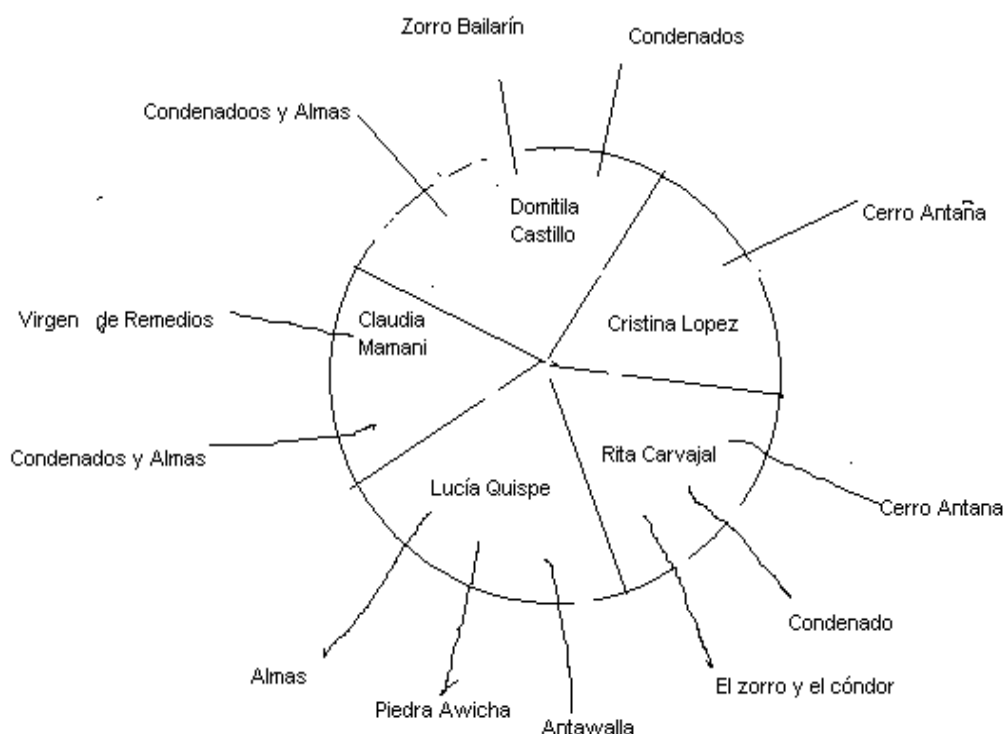 Zorro Bailarín
Condenados
Condenadoos y Almas
Domitila
Castillo
Cerro Antaña
Virgen de Remedios
Claudia
Mamani
Cristina Lopez
Condenados y Almas
Rita Carvajal
Lucía Quispe
Cerro Antana
Condenado
Almas
El zorro y el cóndor
Piedra Awicha
Antawalla